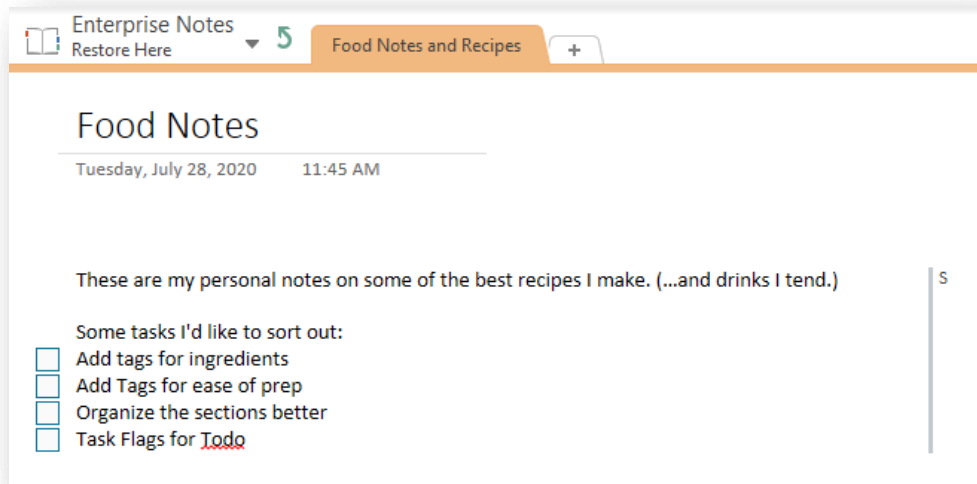 Enterprise Notes
Restore Here
Food Notes and Recipes
+
Food Notes
Tuesday, July 28, 2020 11:45 AM
These are my personal notes on some of the best recipes I make. (...and drinks I tend.)
S
Some tasks I'd like to sort out:
Add tags for ingredients
Add Tags for ease of prep
Organize the sections better
Task Flags for Todo